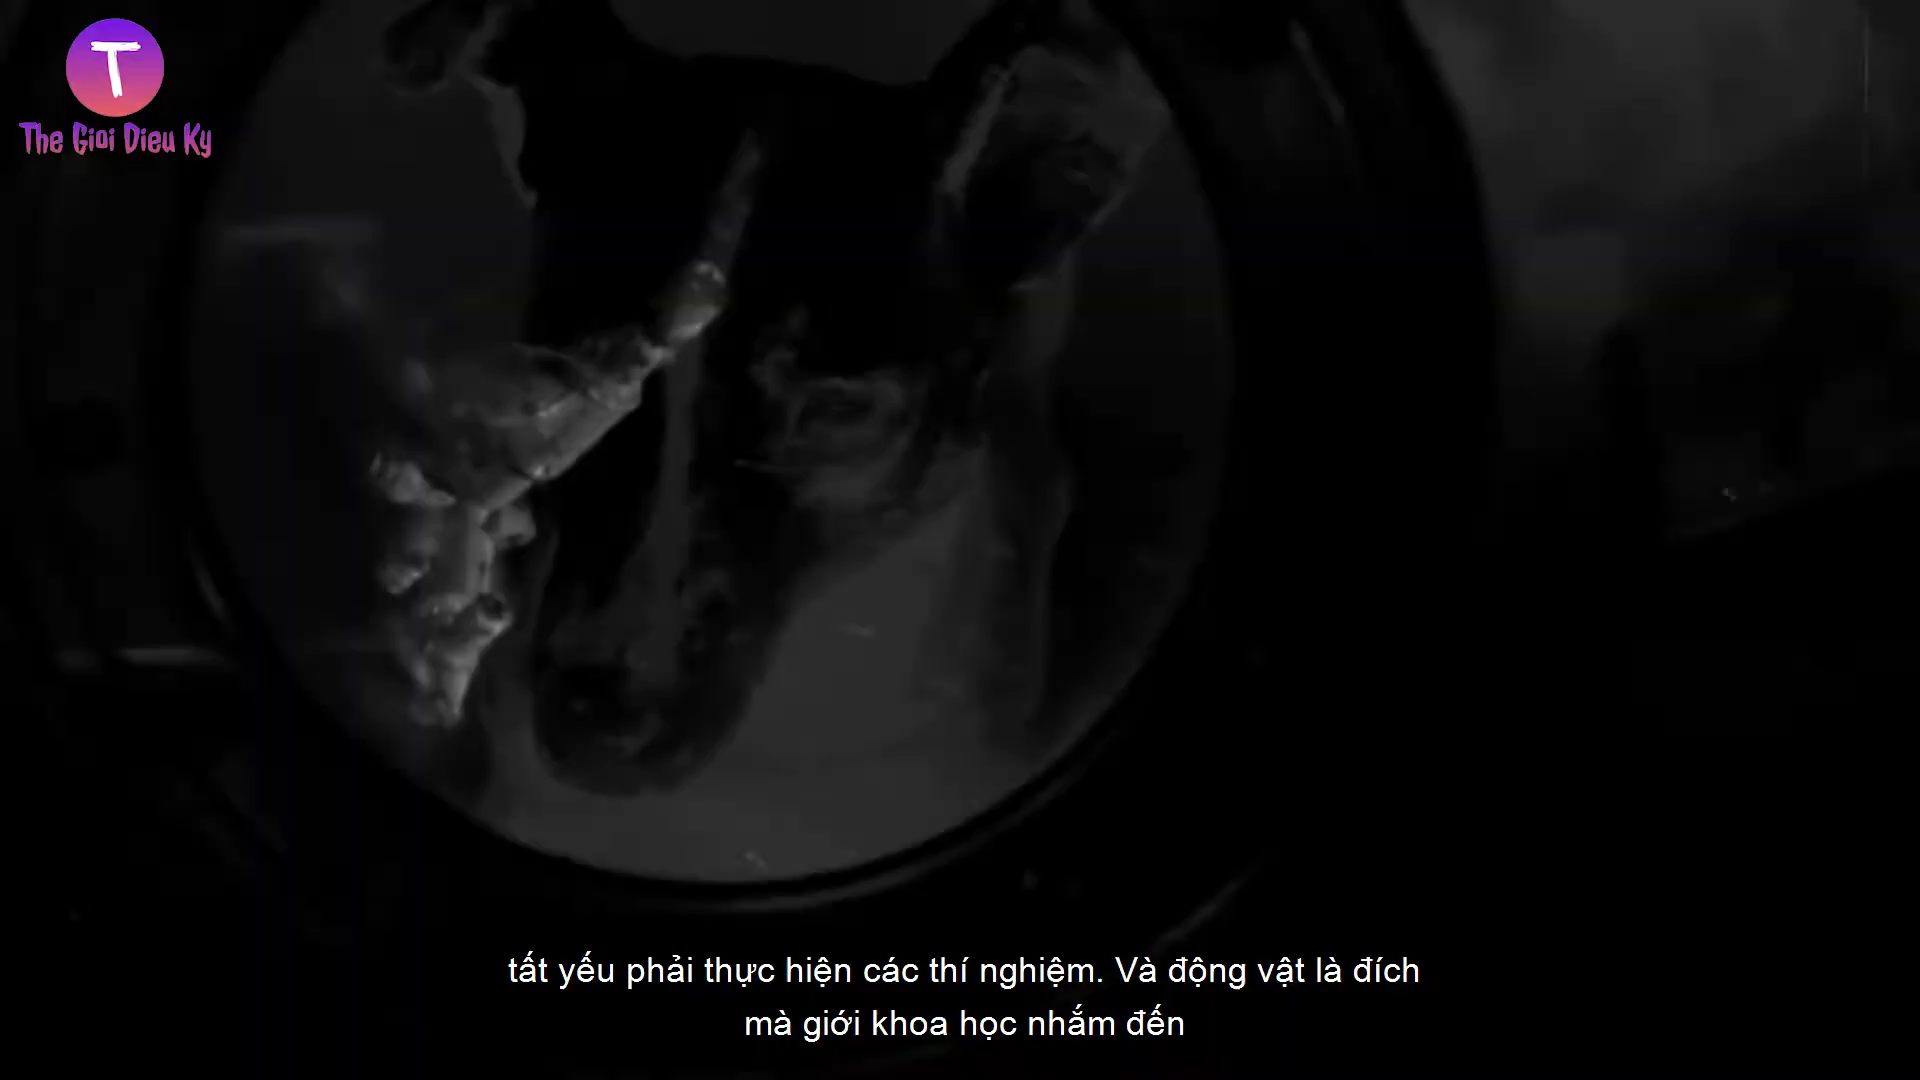 T
The Gioi Dieu Ky
tất yếu phải thực hiện các thí nghiệm. Và động vật là đích
mà giới khoa học nhắm đến